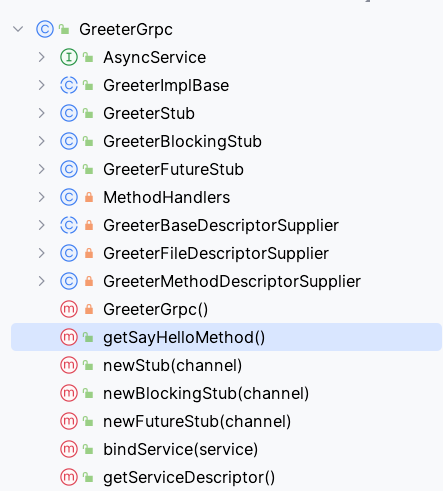 GreeterGrpc
AsyncService
GreeterImplBase
GreeterStub
GreeterBlockingStub
GreeterFutureStub
MethodHandlers
GreeterBaseDescriptorSupplier
GreeterFileDescriptorSupplier
GreeterMethodDescriptorSupplier
GreeterGrpc()
getSayHelloMethod()
newStub(channel)
newBlockingStub(channel)
newFutureStub(channel)
bindService(service)
getServiceDescriptor()